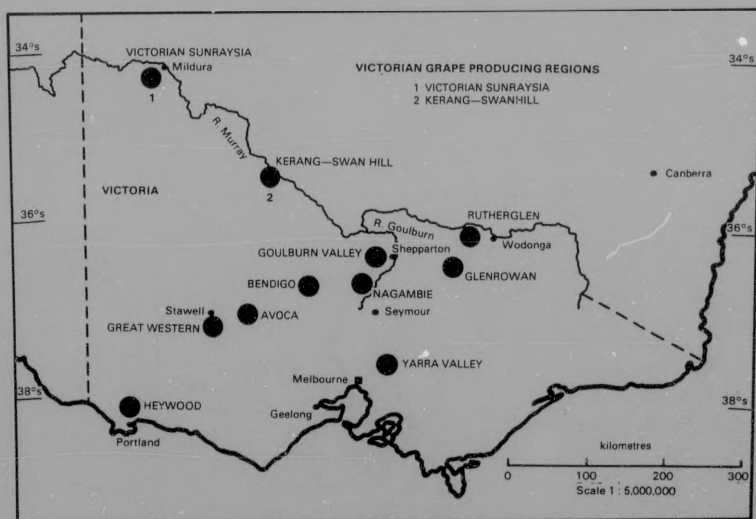 34°s
VICTORIAN SUNRAYSIA
Mildura
1
VICTORIAN GRAPE PRODUCING REGIONS
1 VICTORIAN SUNRAYSIA
2 KERANG—SWANHILL
34°s
R. Murray
KERANG—SWAN HILL
2
VICTORIA
Canberra
36°s
RUTHERGLEN
36°s
R. Goulburn
Wodonga
GOULBURN VALLEY
Shepparton
GLENROWAN
BENDIGO
NAGAMBIE
Stawell
AVOCA
Seymour
GREAT WESTERN
YARRA VALLEY
Melbourne
38°s
HEYWOOD
Geelong
38°s
Portland
kilometres
0 100 200 300
Scale 1 : 5,000,000